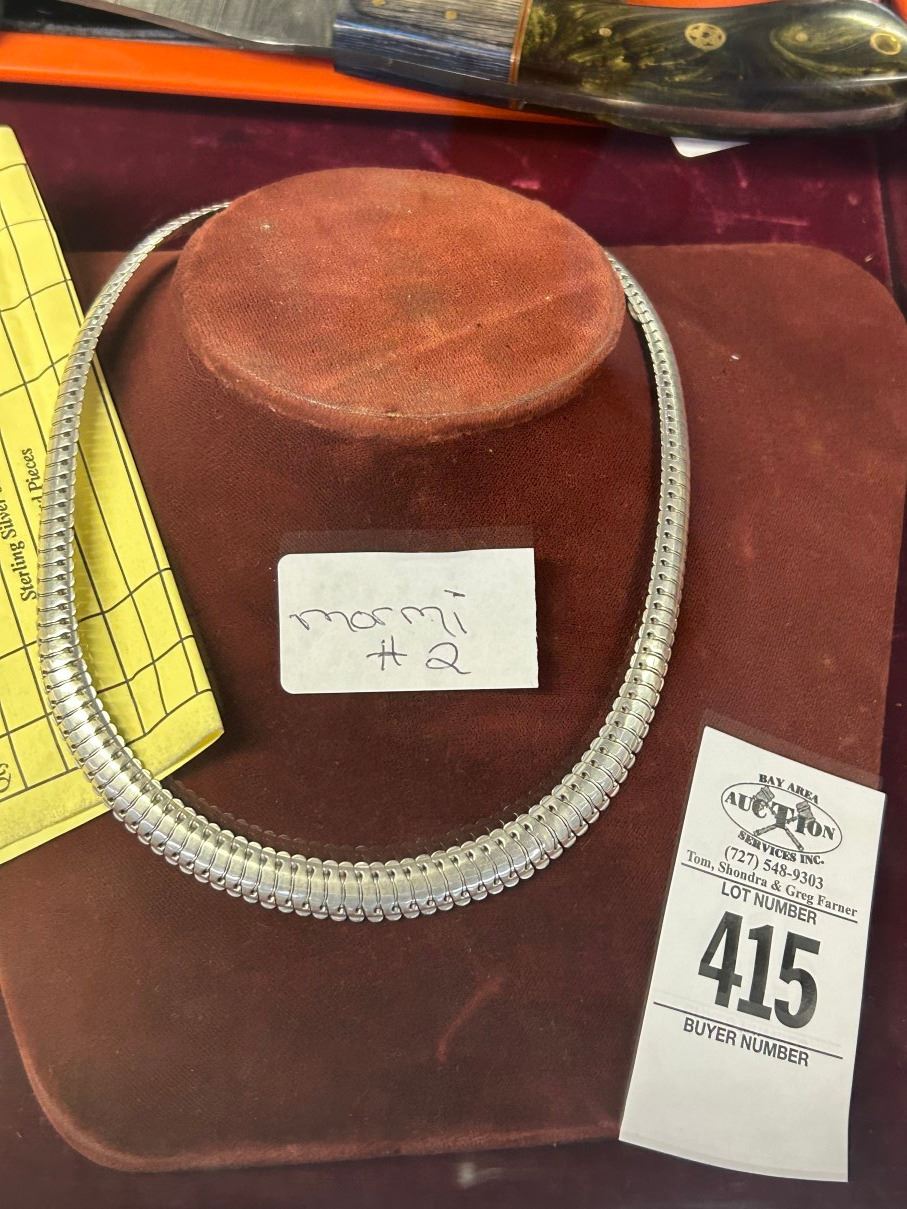 Sterling Silver
Pieces
# 2
BAY AREA
AUCTION
SERVICES INC.
(727) 548-9303
Tom, Shondra & Greg Farner
LOT NUMBER
415
BUYER NUMBER